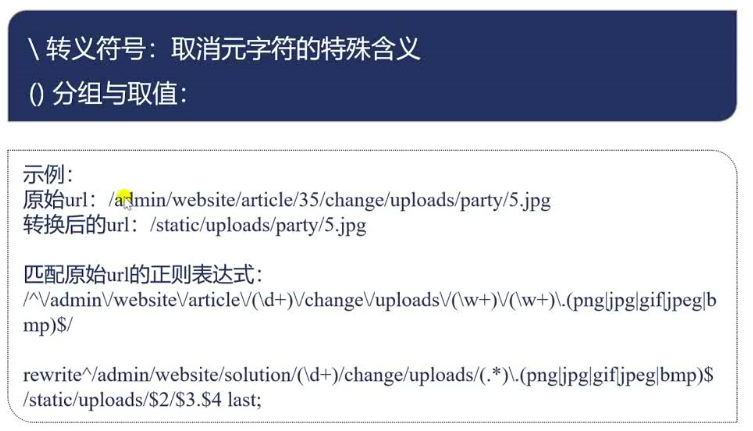 \ 转义符号：取消元字符的特殊含义
() 分组与取值：
示例：
原始url：/admin/website/article/35/change/uploads/party/5.jpg
转换后的url：/static/uploads/party/5.jpg
匹配原始url的正则表达式：
/^\/admin\/website\/article\/(\d+)\/change\/uploads\/(\w+)\/(\w+)\.(png|jpg|gif|jpeg|b
mp)$/
rewrite^/admin/website/solution/(\d+)/change/uploads/(.*)\.(png|jpg|gif|jpeg|bmp)$
/static/uploads/$2/$3.$4 last;